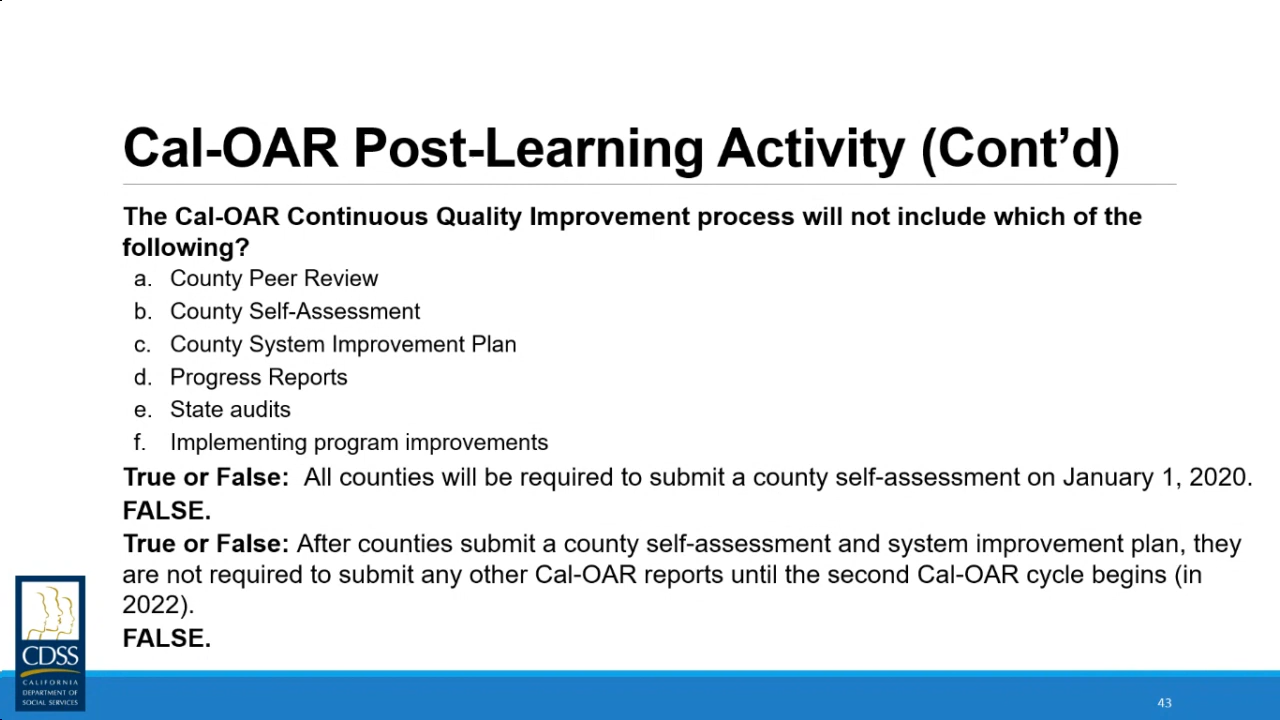 Cal-OAR Post-Learning Activity (Cont’d)
The Cal-OAR Continuous Quality Improvement process will not include which of the
following?
a. County Peer Review
b. County Self-Assessment
c. County System Improvement Plan
d. Progress Reports
e. State audits
f. Implementing program improvements
True or False: All counties will be required to submit a county self-assessment on January 1, 2020.
FALSE.
True or False: After counties submit a county self-assessment and system improvement plan, they
are not required to submit any other Cal-OAR reports until the second Cal-OAR cycle begins (in
2022).
FALSE.
CDSS
CALIFORNIA
DEPARTMENT OF
SOCIAL SERVICES
43